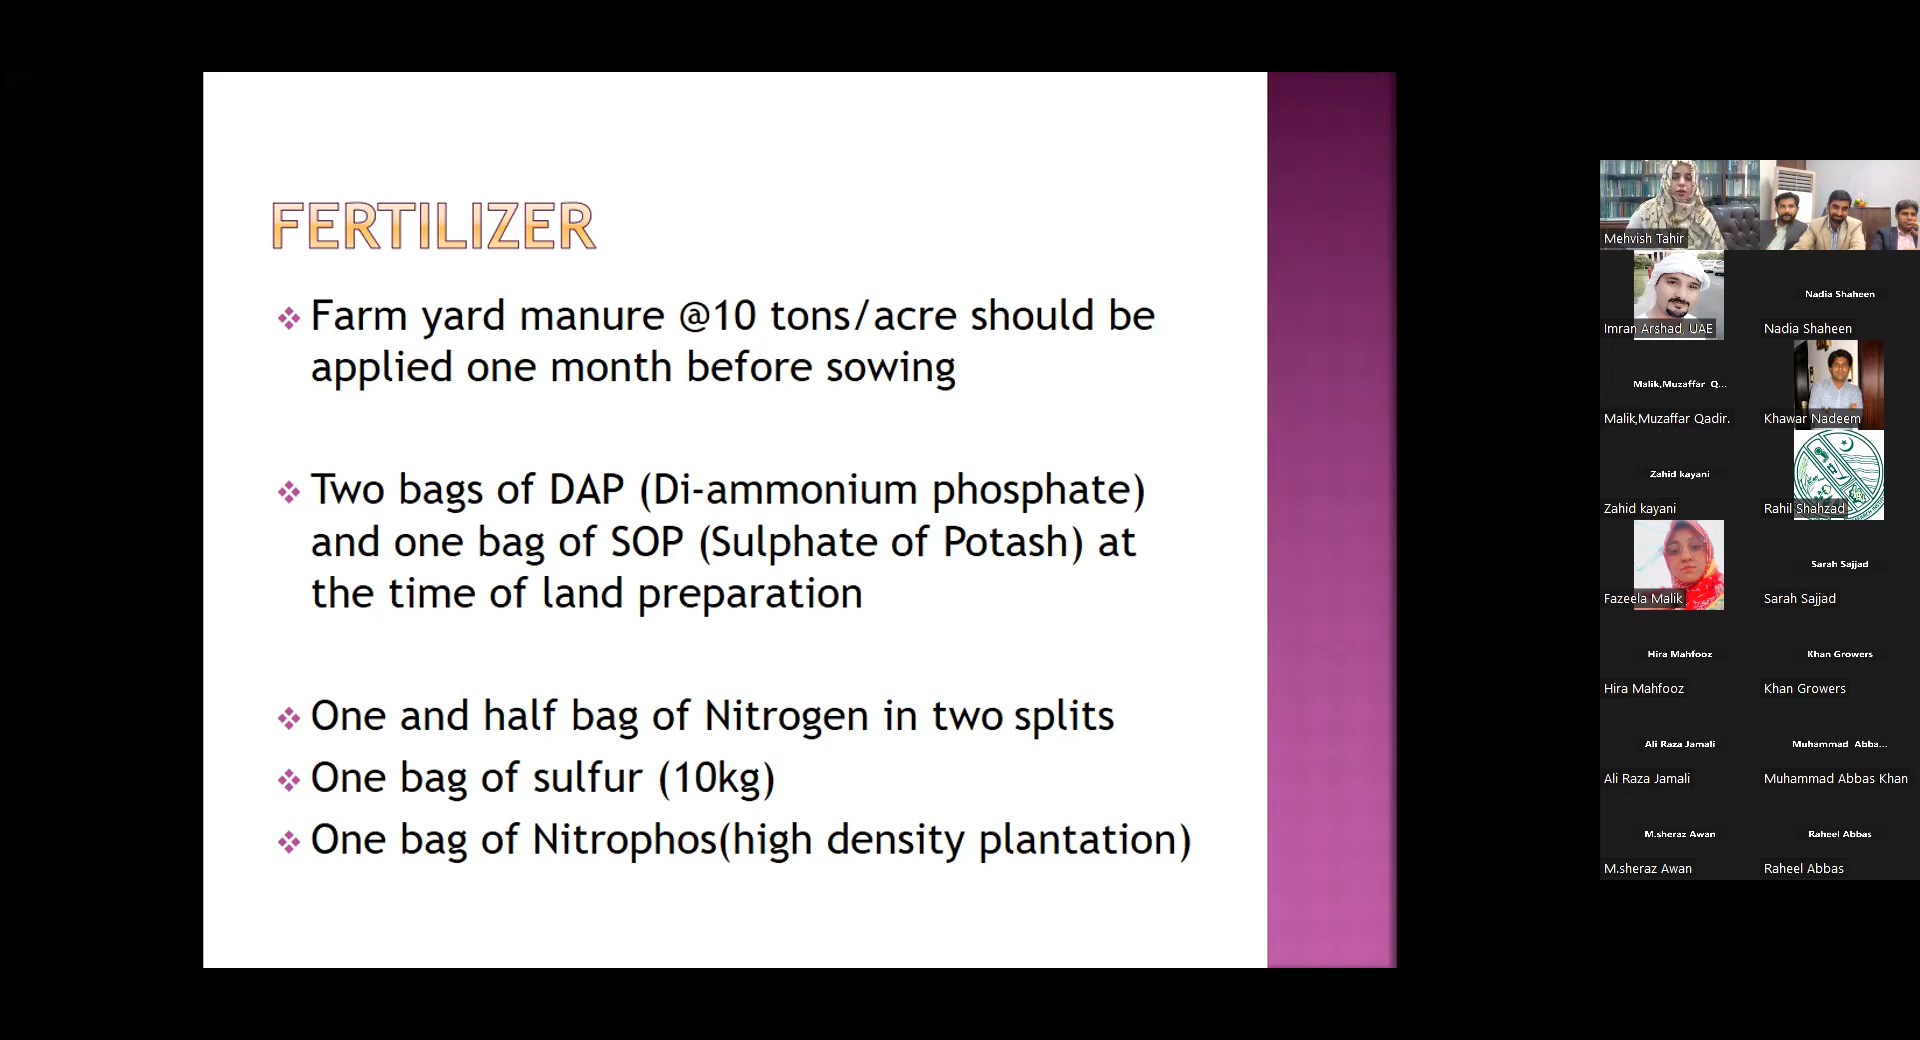 FERTILIZER
❖ Farm yard manure @10 tons/acre should be
applied one month before sowing
❖ Two bags of DAP (Di-ammonium phosphate)
and one bag of SOP (Sulphate of Potash) at
the time of land preparation
❖ One and half bag of Nitrogen in two splits
❖ One bag of sulfur (10kg)
❖ One bag of Nitrophos(high density plantation)
Mehvish Tahir
Imran Arshad, UAE
Nadia Shaheen
Nadia Shaheen
Malik,Muzaffar Q...
Malik,Muzaffar Qadir.
Khawar Nadeem
Zahid kayani
Zahid kayani
Rahil Shahzad
Fazeela Malik
Sarah Sajjad
Sarah Sajjad
Hira Mahfooz
Hira Mahfooz
Khan Growers
Khan Growers
Ali Raza Jamali
Ali Raza Jamali
Muhammad Abba...
Muhammad Abbas Khan
M.sheraz Awan
M.sheraz Awan
Raheel Abbas
Raheel Abbas